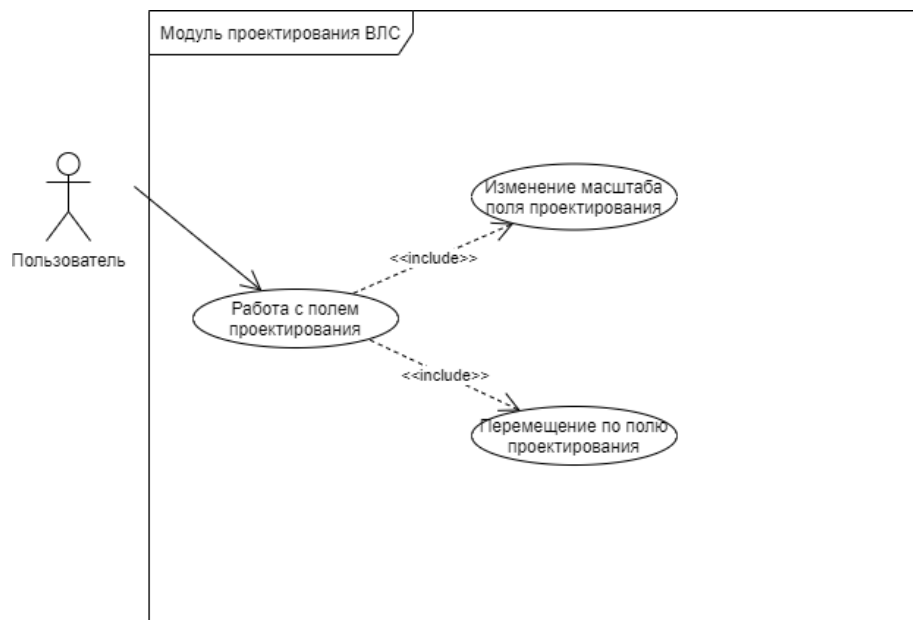 Модуль проектирования ВЛС
Изменение масштаба
поля проектирования
Пользователь
<<include>>
Работа с полем
проектирования
<<include>>
Перемещение по полю
проектирования